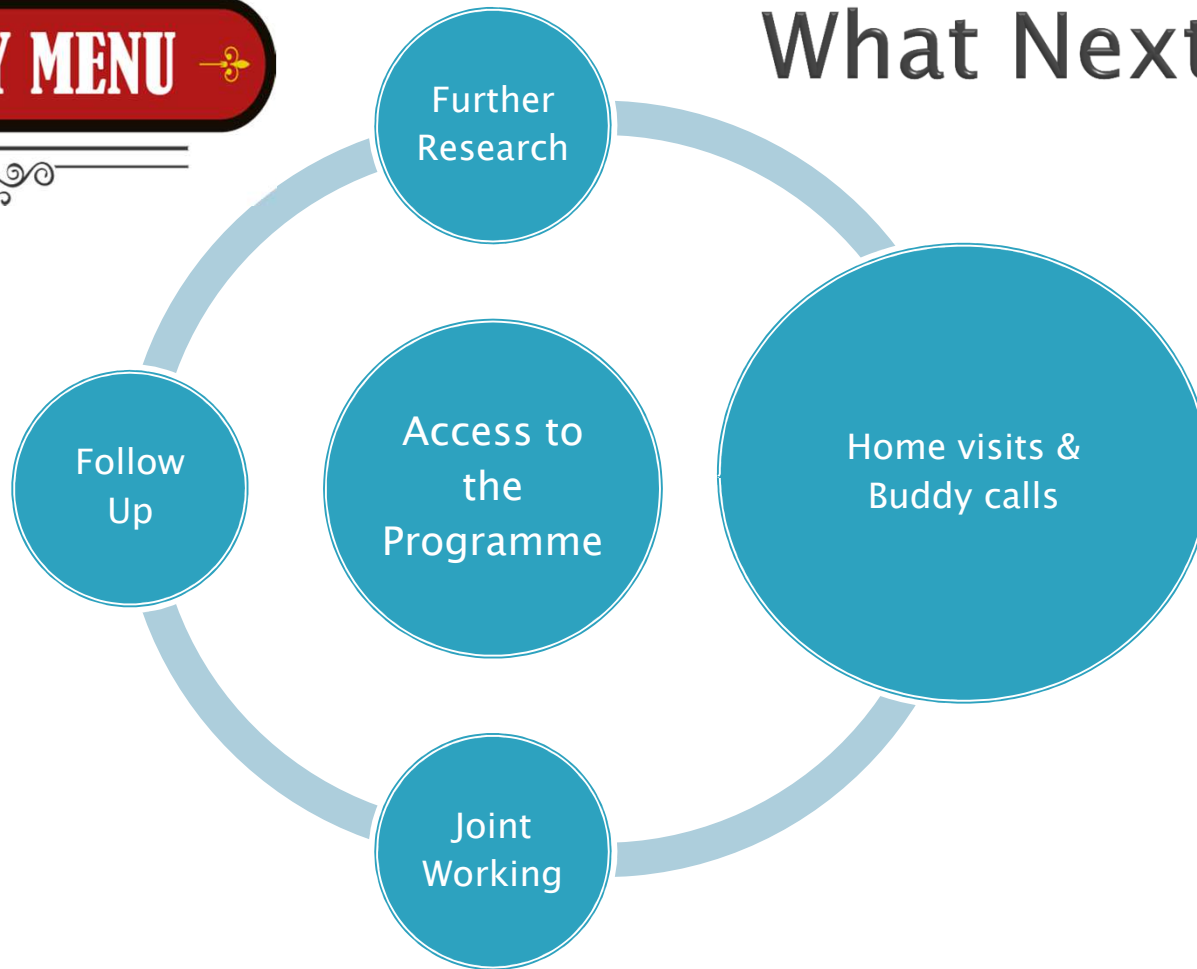 Y MENU
What Next
Further
Research
Home visits &
Buddy calls
Access to
the
Programme
Follow
Up
Joint
Working